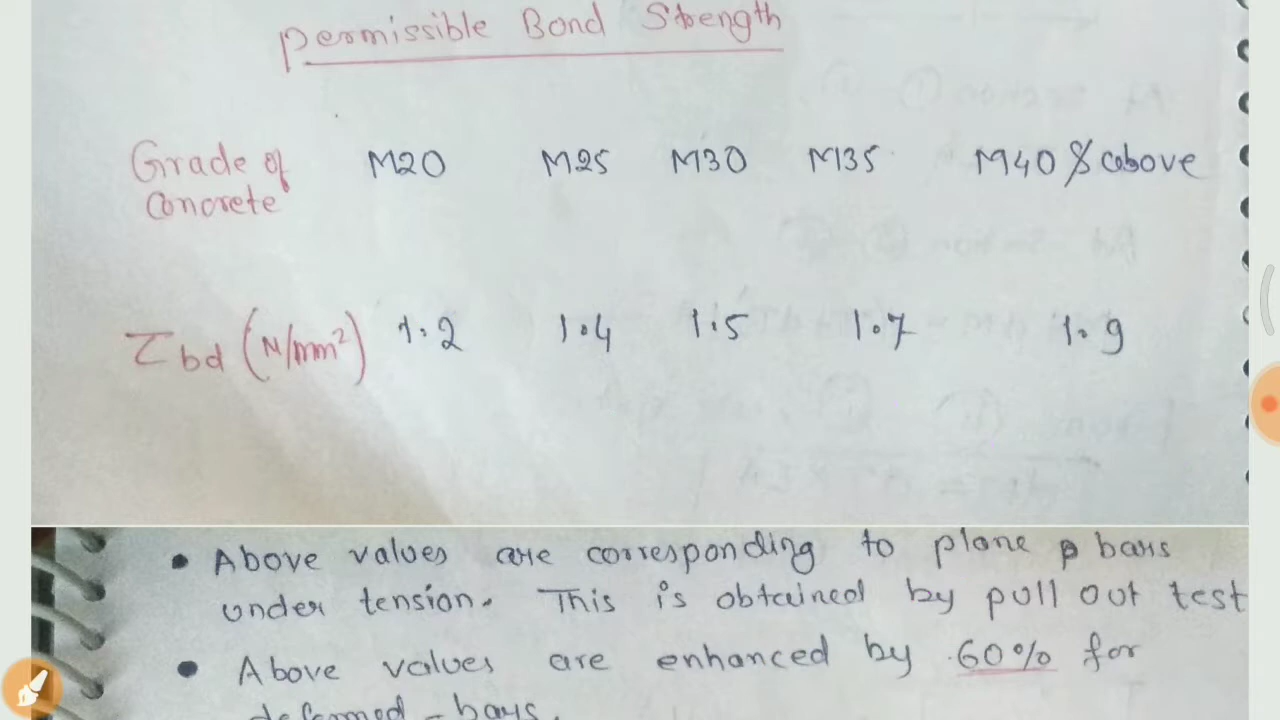 Permissible Bond Strength
Grade of M20 M25 M30 M35 M40 & above
Concrete
τbd (N/mm²) 1.2 1.4 1.5 1.7 1.9
• Above values are corresponding to plane bars
under tension. This is obtained by pull out test
• Above values are enhanced by 60% for
deformed bars.